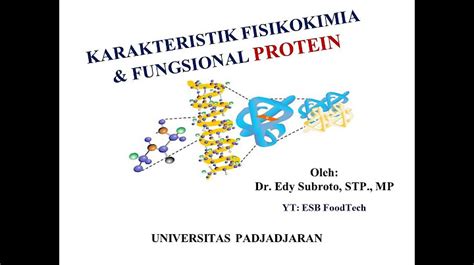 KARAKTERISTIK FISIKOKIMIA
& FUNGSIONAL PROTEIN
Oleh:
Dr. Edy Subroto, STP., MP
YT: ESB FoodTech
UNIVERSITAS PADJADJARAN